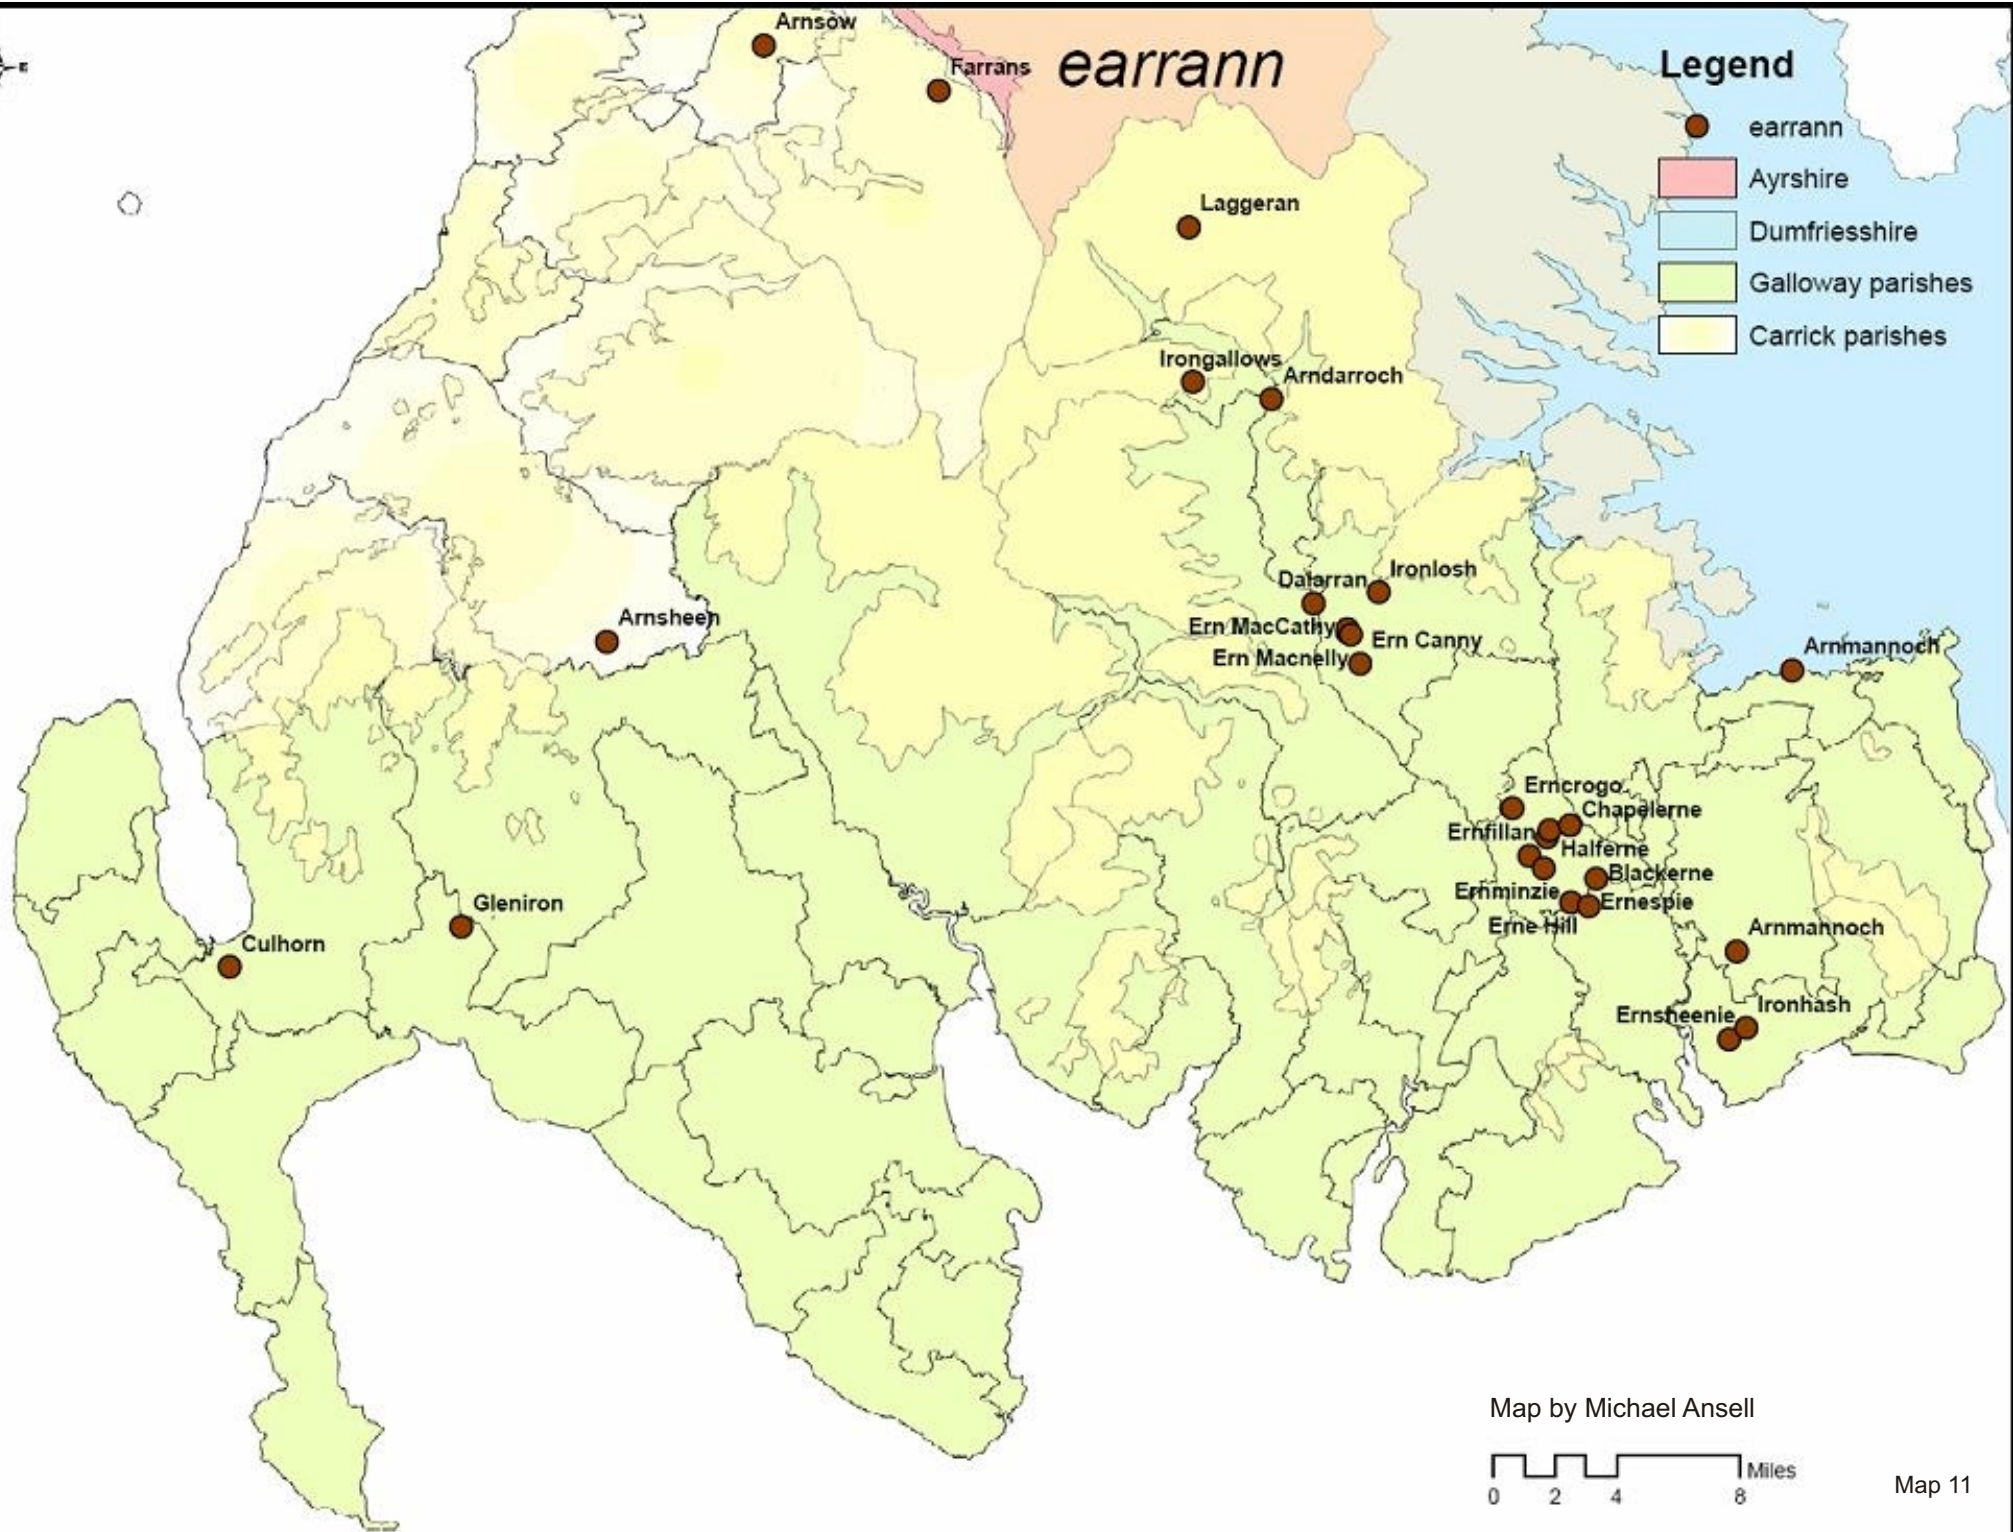 Arnsow
E
Farrans
earrann
Legend
earrann
Ayrshire
Dumfriesshire
Galloway parishes
Carrick parishes
Laggeran
Irongallows
Arndarroch
Dalarran
Ironlosh
Arnsheen
Ern MacCathy
Ern Canny
Ern Macnelly
Arnmannoch
Erncrogo
Chapelerne
Ernfillan
Halferne
Blackerne
Ernminzie
Ernespie
Erne Hill
Gleniron
Culhorn
Arnmannoch
Ernsheenie
Ironhash
Map by Michael Ansell
Miles
0 2 4 8
Map 11